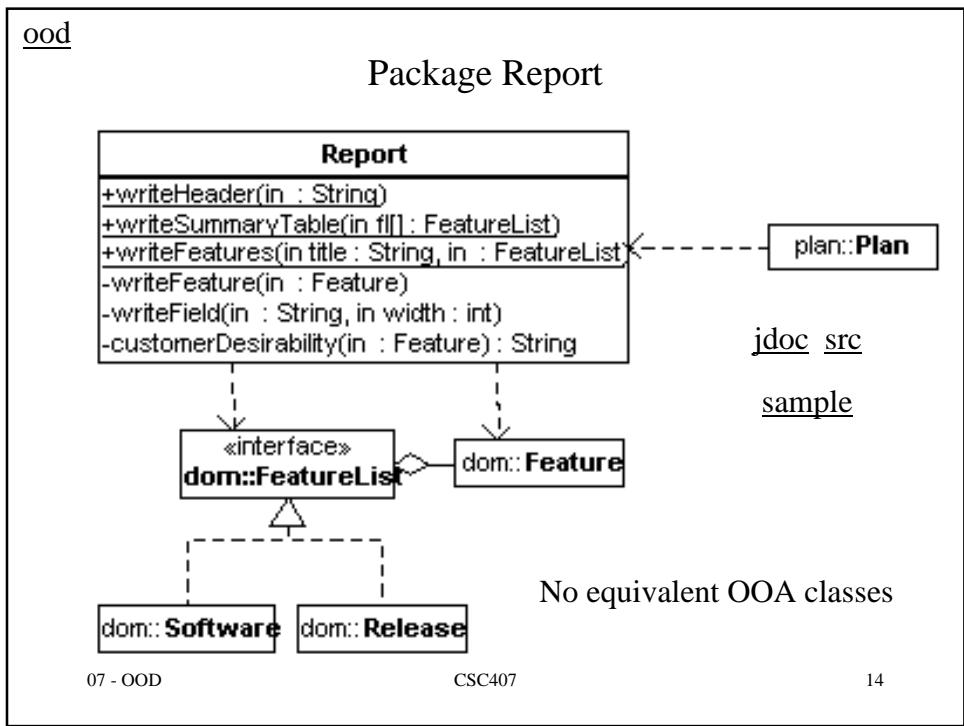 ood
Package Report
Report
+writeHeader(in : String)
+writeSummaryTable(in fl[] : FeatureList)
+writeFeatures(in title : String, in : FeatureList)
-writeFeature(in : Feature)
-writeField(in : String, in width : int)
-customerDesirability(in : Feature) : String
plan::Plan
jdoc src
sample
«interface»
dom::FeatureList
dom::Feature
No equivalent OOA classes
dom::Software
dom::Release
07 - OOD
CSC407
14